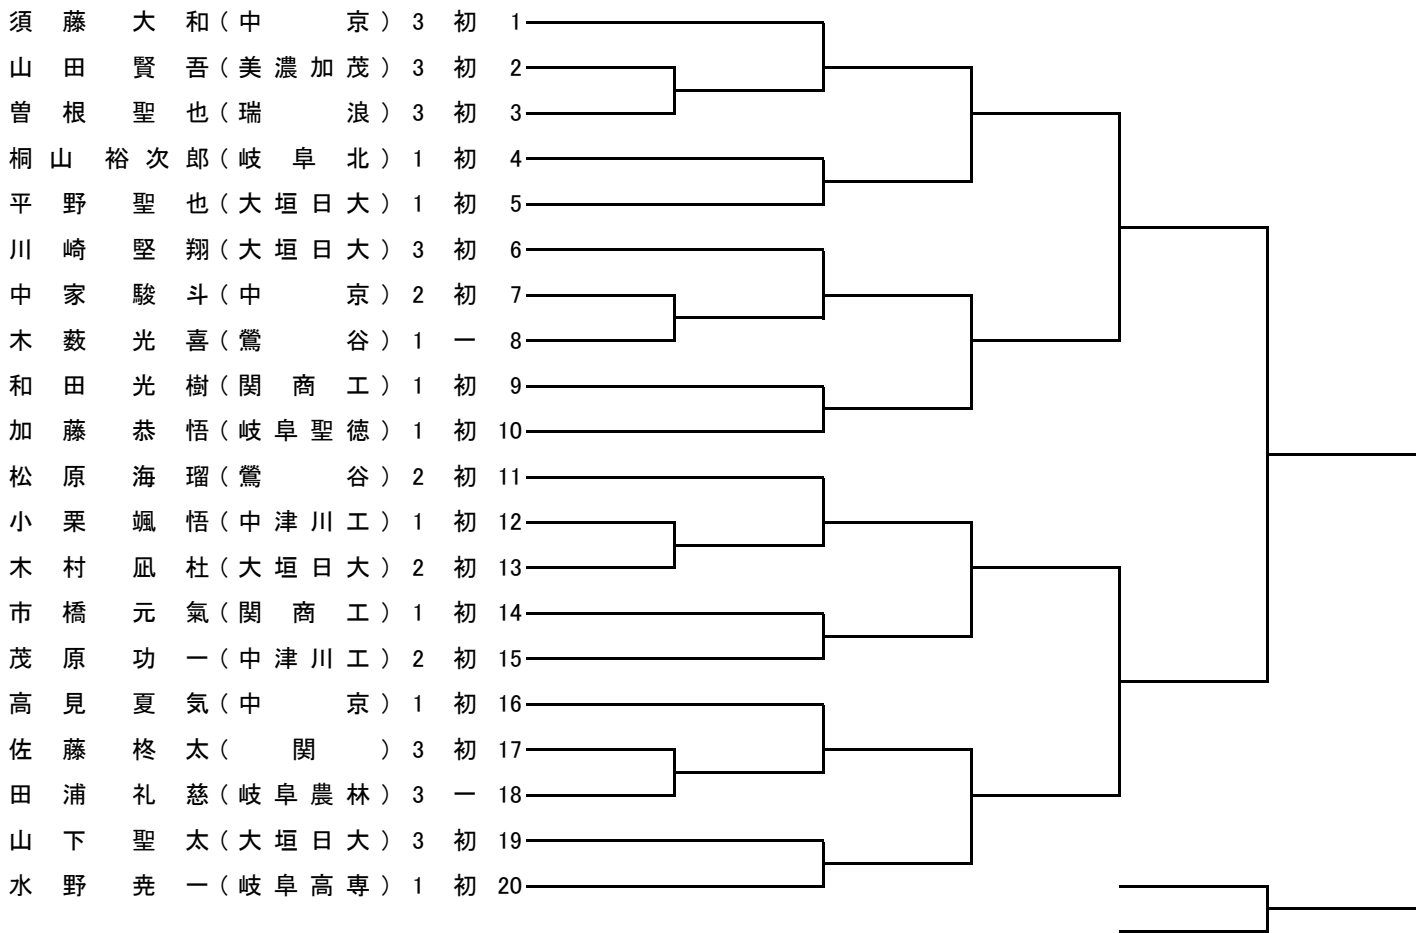 須藤大和(中京) 3 初 1
山田賢吾(美濃加茂) 3 初 2
曽根聖也(瑞浪) 3 初 3
桐山裕次郎(岐阜北) 1 初 4
平野聖也(大垣日大) 1 初 5
川崎堅翔(大垣日大) 3 初 6
中家駿斗(中京) 2 初 7
木薮光喜(鶯谷) 1 一 8
和田光樹(関商工) 1 初 9
加藤恭悟(岐阜聖徳) 1 初 10
松原海瑠(鶯谷) 2 初 11
小栗颯悟(中津川工) 1 初 12
木村凪杜(大垣日大) 2 初 13
市橋元氣(関商工) 1 初 14
茂原功一(中津川工) 2 初 15
高見夏気(中京) 1 初 16
佐藤柊太(関) 3 初 17
田浦礼慈(岐阜農林) 3 一 18
山下聖太(大垣日大) 3 初 19
水野尭一(岐阜高専) 1 初 20